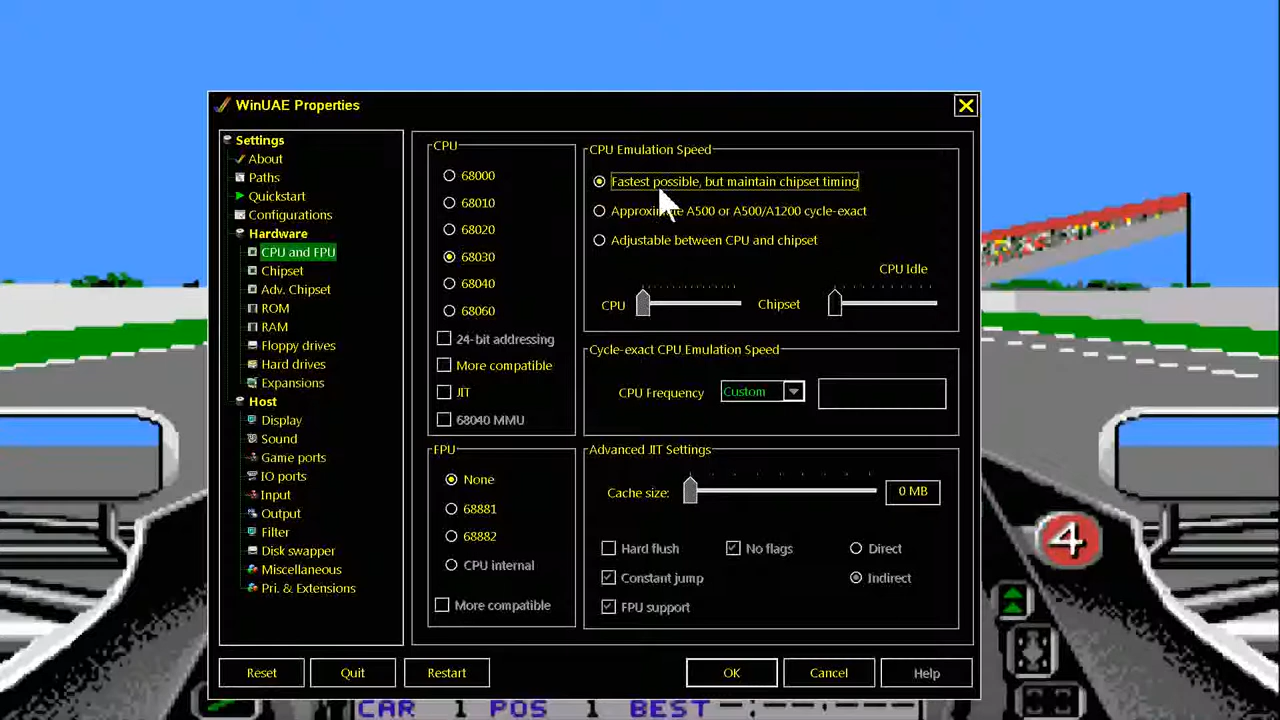 WinUAE Properties
Settings
About
Paths
Quickstart
Configurations
Hardware
CPU and FPU
Chipset
Adv. Chipset
ROM
RAM
Floppy drives
Hard drives
Expansions
Host
Display
Sound
Game ports
IO ports
Input
Output
Filter
Disk swapper
Miscellaneous
Pri. & Extensions
CPU
68000
68010
68020
68030
68040
68060
24-bit addressing
More compatible
JIT
68040 MMU
FPU
None
68881
68882
CPU internal
More compatible
CPU Emulation Speed
Fastest possible, but maintain chipset timing
Approximate A500 or A500/A1200 cycle-exact
Adjustable between CPU and chipset
CPU Idle
CPU Chipset
Cycle-exact CPU Emulation Speed
CPU Frequency Custom
Advanced JIT Settings
Cache size: 0 MB
Hard flush No flags Direct
Constant jump Indirect
FPU support
Reset Quit Restart OK Cancel Help
4
CAR 1 POS 1 BEST -:--.--